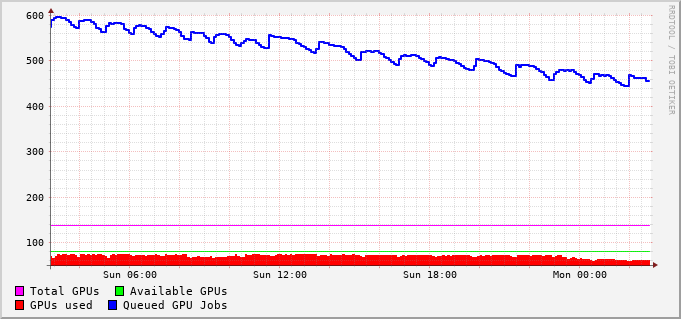 600
500
400
300
200
100
Sun 06:00 Sun 12:00 Sun 18:00 Mon 00:00
Total GPUs Available GPUs
GPUs used Queued GPU Jobs
RRDTOOL / TOBI OETIKER